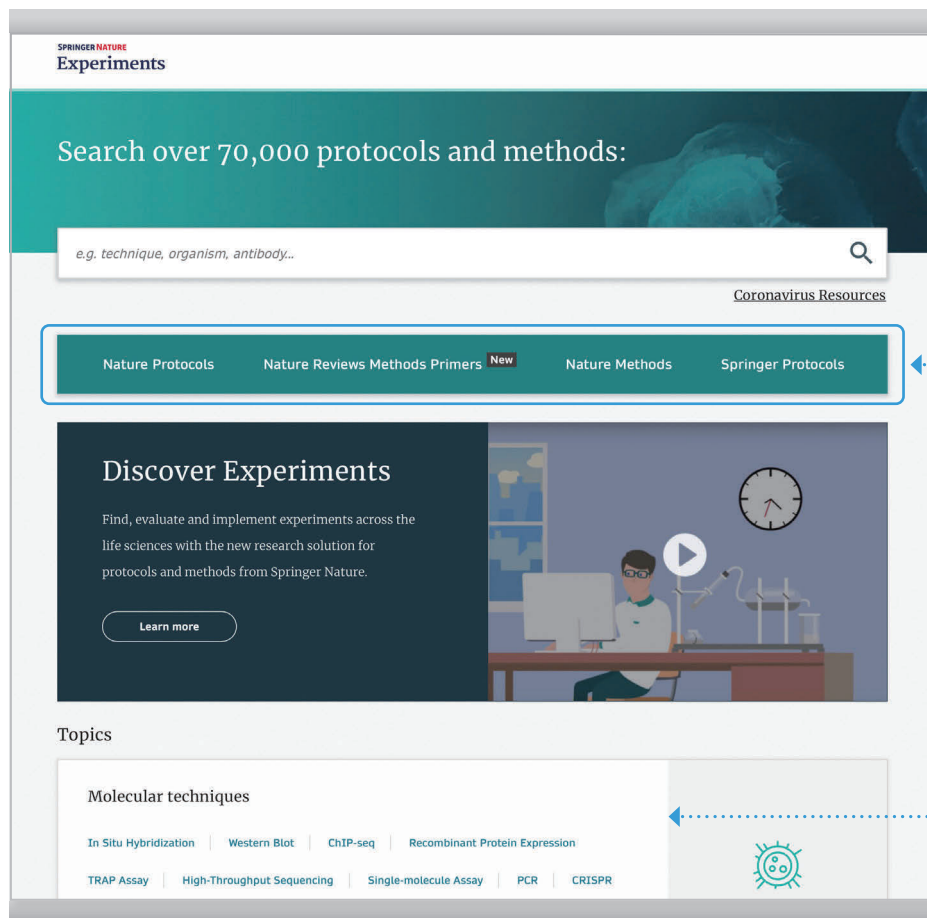 SPRINGER NATURE
Experiments
Search over 70,000 protocols and methods:
e.g. technique, organism, antibody...
Coronavirus Resources
Nature Protocols Nature Reviews Methods Primers New Nature Methods Springer Protocols
Discover Experiments
Find, evaluate and implement experiments across the
life sciences with the new research solution for
protocols and methods from Springer Nature.
Learn more
Topics
Molecular techniques
In Situ Hybridization Western Blot ChIP-seq Recombinant Protein Expression
TRAP Assay High-Throughput Sequencing Single-molecule Assay PCR CRISPR